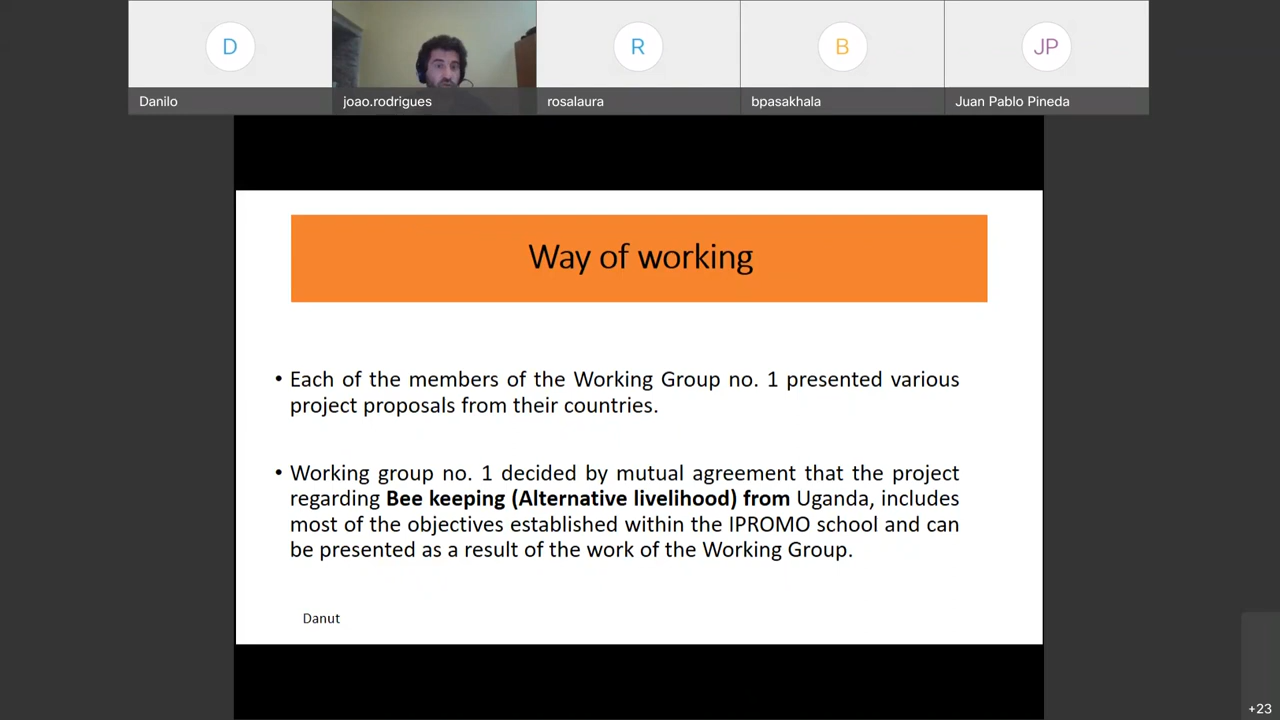 D
R
B
JP
Danilo
joao.rodrigues
rosalaura
bpasakhala
Juan Pablo Pineda
Way of working
• Each of the members of the Working Group no. 1 presented various
project proposals from their countries.
• Working group no. 1 decided by mutual agreement that the project
regarding Bee keeping (Alternative livelihood) from Uganda, includes
most of the objectives established within the IPROMO school and can
be presented as a result of the work of the Working Group.
Danut
+23